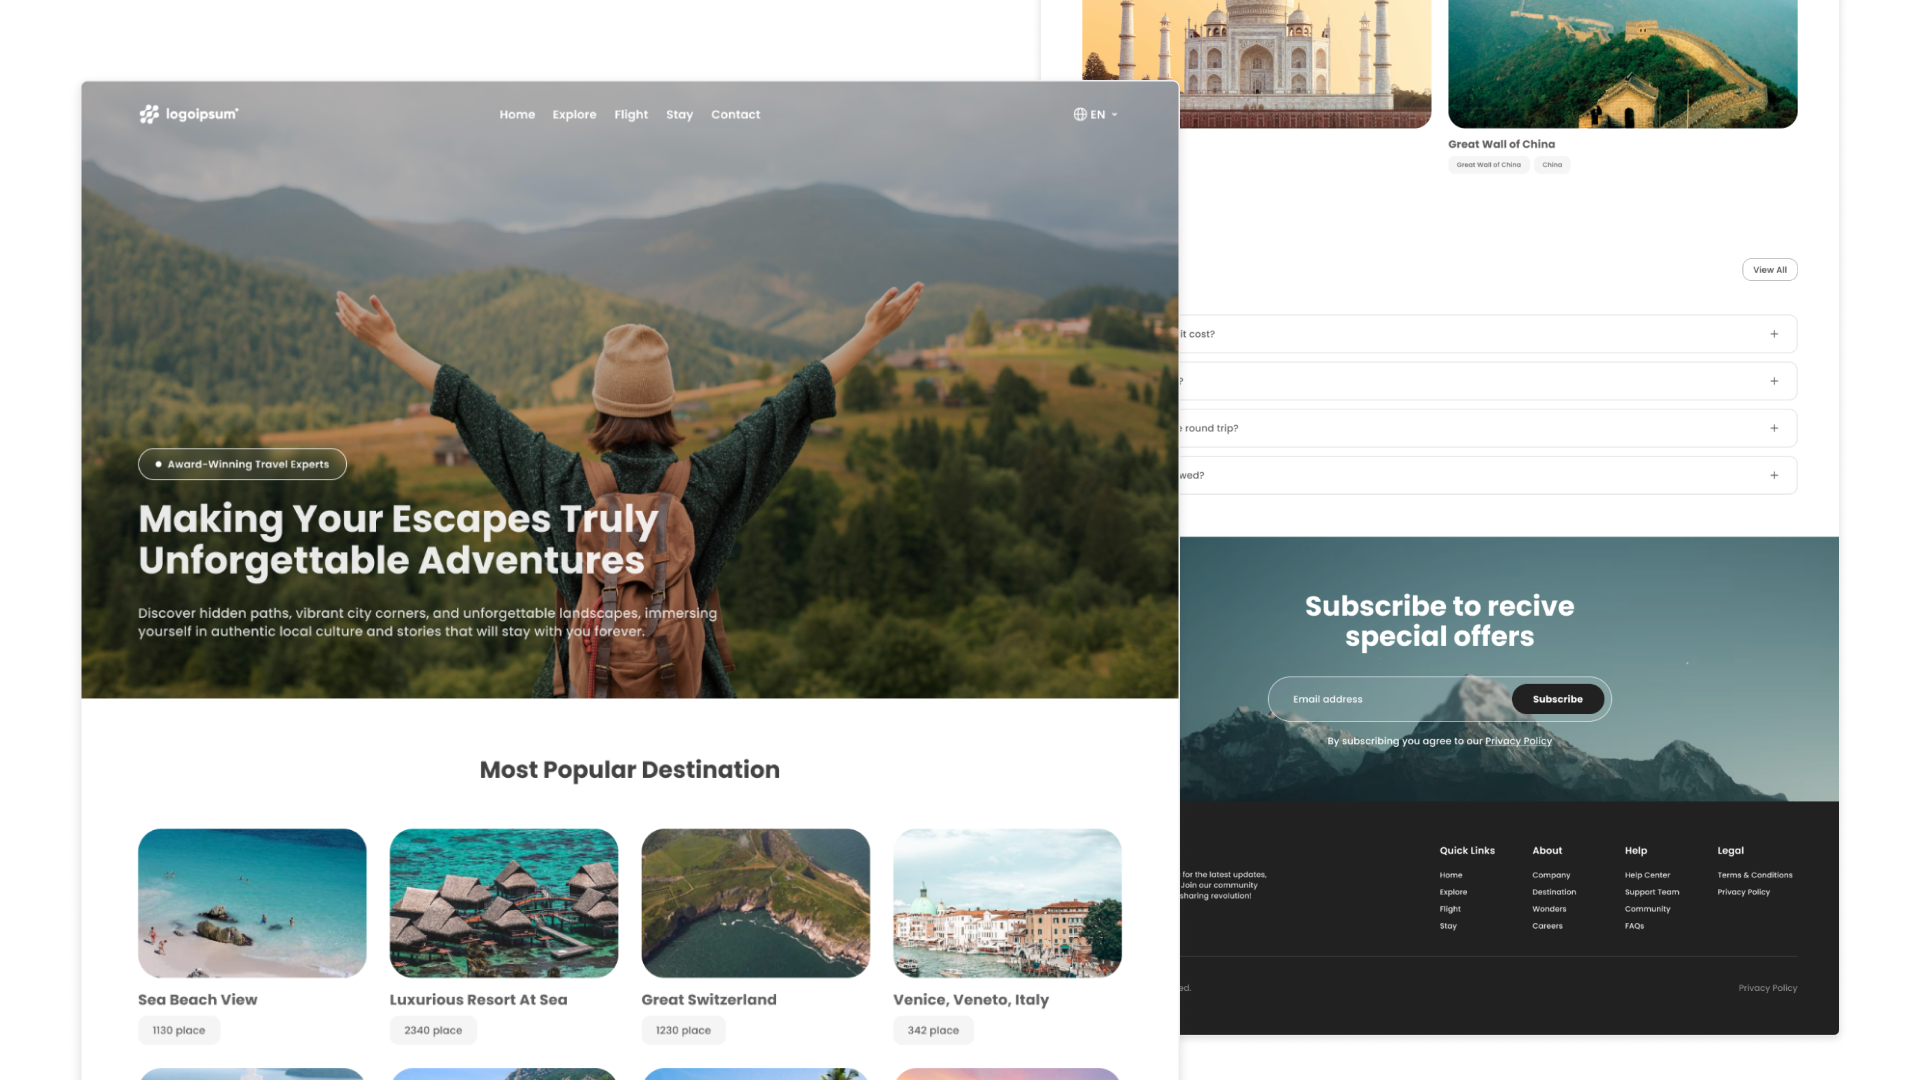 logoipsum
Home Explore Flight Stay Contact
EN
Award-Winning Travel Experts
Making Your Escapes Truly
Unforgettable Adventures
Discover hidden paths, vibrant city corners, and unforgettable landscapes, immersing
yourself in authentic local culture and stories that will stay with you forever.
Most Popular Destination
Sea Beach View
1130 place
Luxurious Resort At Sea
2340 place
Great Switzerland
1230 place
Venice, Veneto, Italy
342 place
Great Wall of China
Great Wall of China China
View All
it cost?
?
round trip?
Subscribe to recive
special offers
Email address Subscribe
By subscribing you agree to our Privacy Policy
for the latest updates,
Join our community
sharing revolution!
Quick Links
Home
Explore
Flight
Stay
About
Company
Destination
Wonders
Careers
Help
Help Center
Support Team
Community
FAQs
Legal
Terms & Conditions
Privacy Policy
Privacy Policy